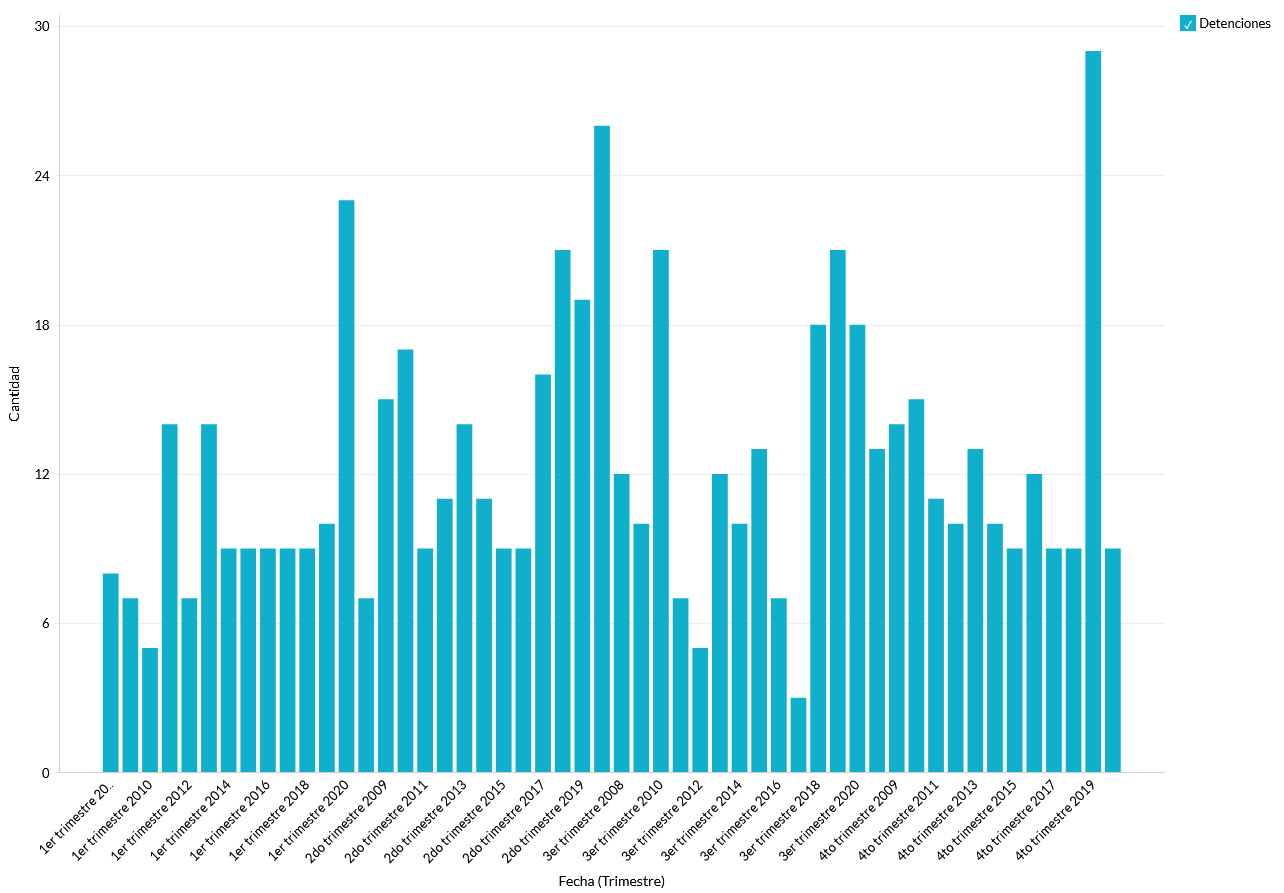 Detenciones
Cantidad
30
24
18
12
6
0
1er trimestre 20..
1er trimestre 2010
1er trimestre 2012
1er trimestre 2014
1er trimestre 2016
1er trimestre 2018
1er trimestre 2020
2do trimestre 2009
2do trimestre 2011
2do trimestre 2013
2do trimestre 2015
2do trimestre 2017
2do trimestre 2019
3er trimestre 2008
3er trimestre 2010
3er trimestre 2012
3er trimestre 2014
3er trimestre 2016
3er trimestre 2018
3er trimestre 2020
4to trimestre 2009
4to trimestre 2011
4to trimestre 2013
4to trimestre 2015
4to trimestre 2017
4to trimestre 2019
Fecha (Trimestre)